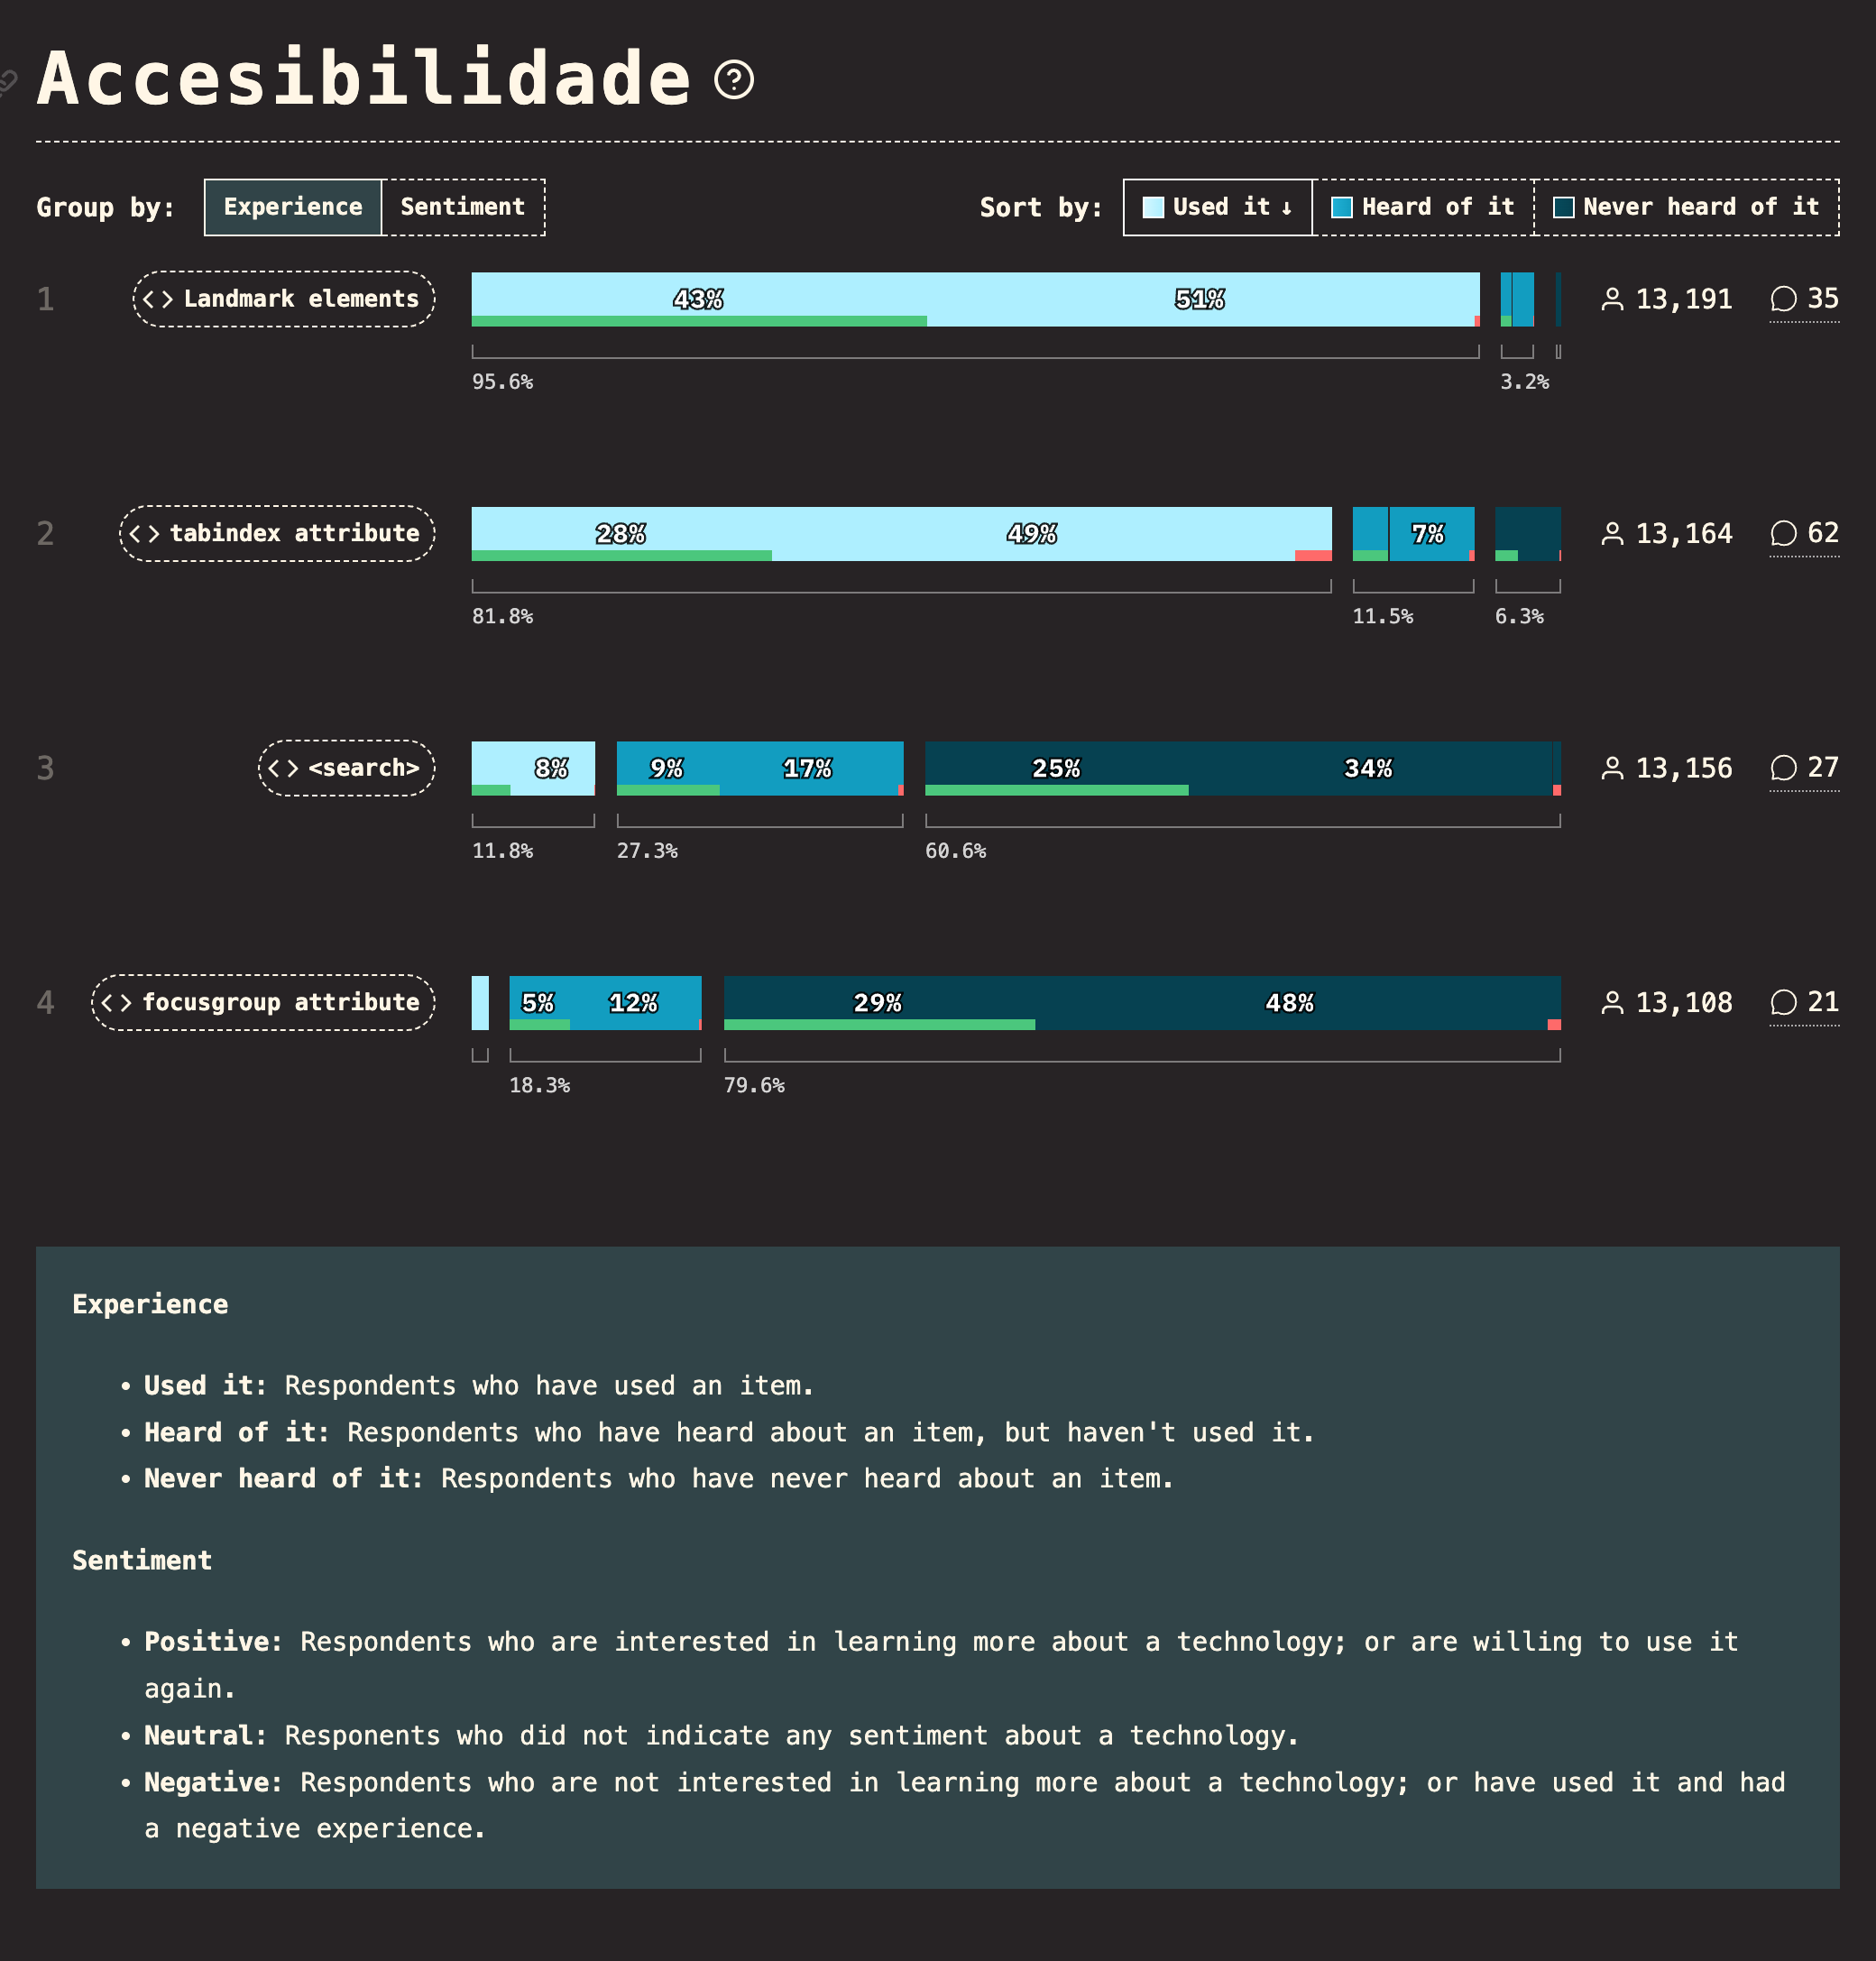 Accesibilidade
Group by: Experience Sentiment Sort by: Used it ↓ Heard of it Never heard of it
1 Landmark elements 43% 51% 13,191 35
95.6% 3.2%
2 tabindex attribute 28% 49% 7% 13,164 62
81.8% 11.5% 6.3%
3 <search> 8% 9% 17% 25% 34% 13,156 27
11.8% 27.3% 60.6%
4 focusgroup attribute 5% 12% 29% 48% 13,108 21
18.3% 79.6%
Experience
• Used it: Respondents who have used an item.
• Heard of it: Respondents who have heard about an item, but haven't used it.
• Never heard of it: Respondents who have never heard about an item.
Sentiment
• Positive: Respondents who are interested in learning more about a technology; or are willing to use it
again.
• Neutral: Responents who did not indicate any sentiment about a technology.
• Negative: Respondents who are not interested in learning more about a technology; or have used it and had
a negative experience.